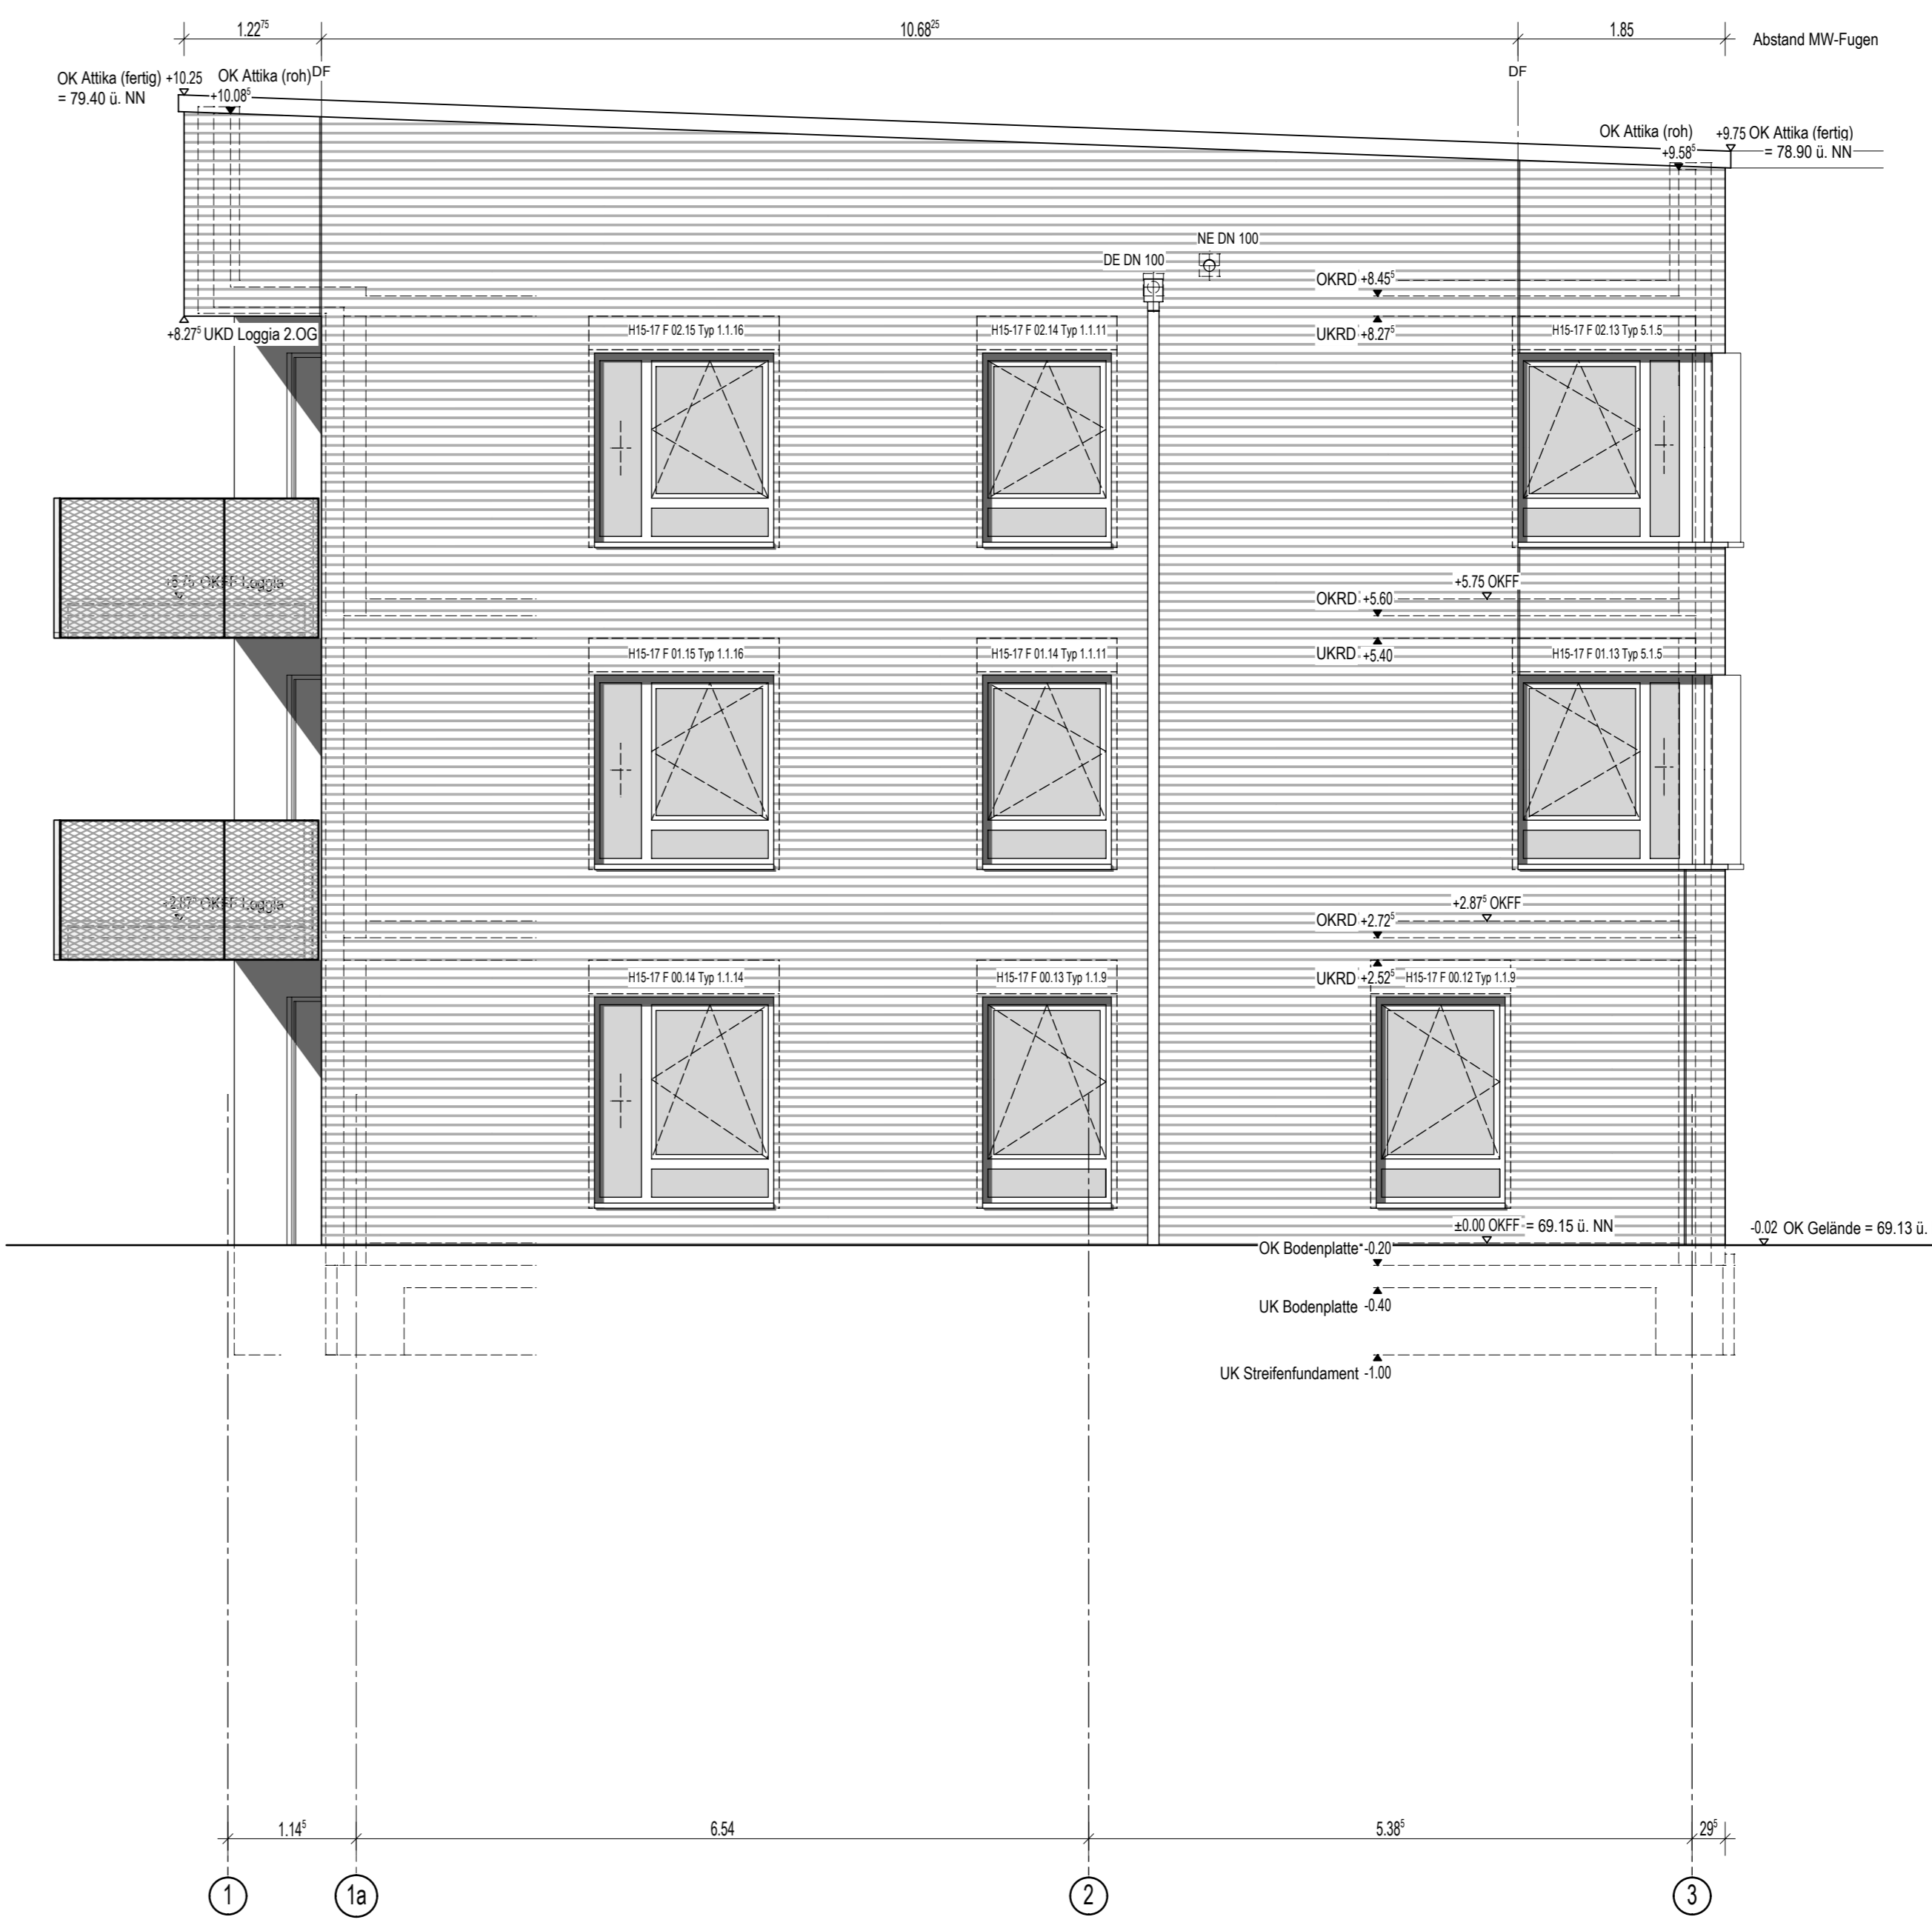 1.22⁷⁵
10.68²⁵
1.85
Abstand MW-Fugen
OK Attika (fertig) +10.25
= 79.40 ü. NN
OK Attika (roh)
+10.08⁵
DF
DF
OK Attika (roh)
+9.58⁵
+9.75 OK Attika (fertig)
= 78.90 ü. NN
NE DN 100
DE DN 100
OKRD +8.45⁵
+8.27⁵ UKD Loggia 2.OG
H15-17 F 02.15 Typ 1.1.16
H15-17 F 02.14 Typ 1.1.11
UKRD +8.27⁵
H15-17 F 02.13 Typ 5.1.5
+5.75 OKFF Loggia
+5.75 OKFF
OKRD +5.60
H15-17 F 01.15 Typ 1.1.16
H15-17 F 01.14 Typ 1.1.11
UKRD +5.40
H15-17 F 01.13 Typ 5.1.5
+2.87⁵ OKFF Loggia
+2.87⁵ OKFF
OKRD +2.72⁵
H15-17 F 00.14 Typ 1.1.14
H15-17 F 00.13 Typ 1.1.9
UKRD +2.52⁵
H15-17 F 00.12 Typ 1.1.9
±0.00 OKFF = 69.15 ü. NN
-0.02 OK Gelände = 69.13 ü.
OK Bodenplatte -0.20
UK Bodenplatte -0.40
UK Streifenfundament -1.00
1.14⁵
6.54
5.38⁵
29⁵
1
1a
2
3